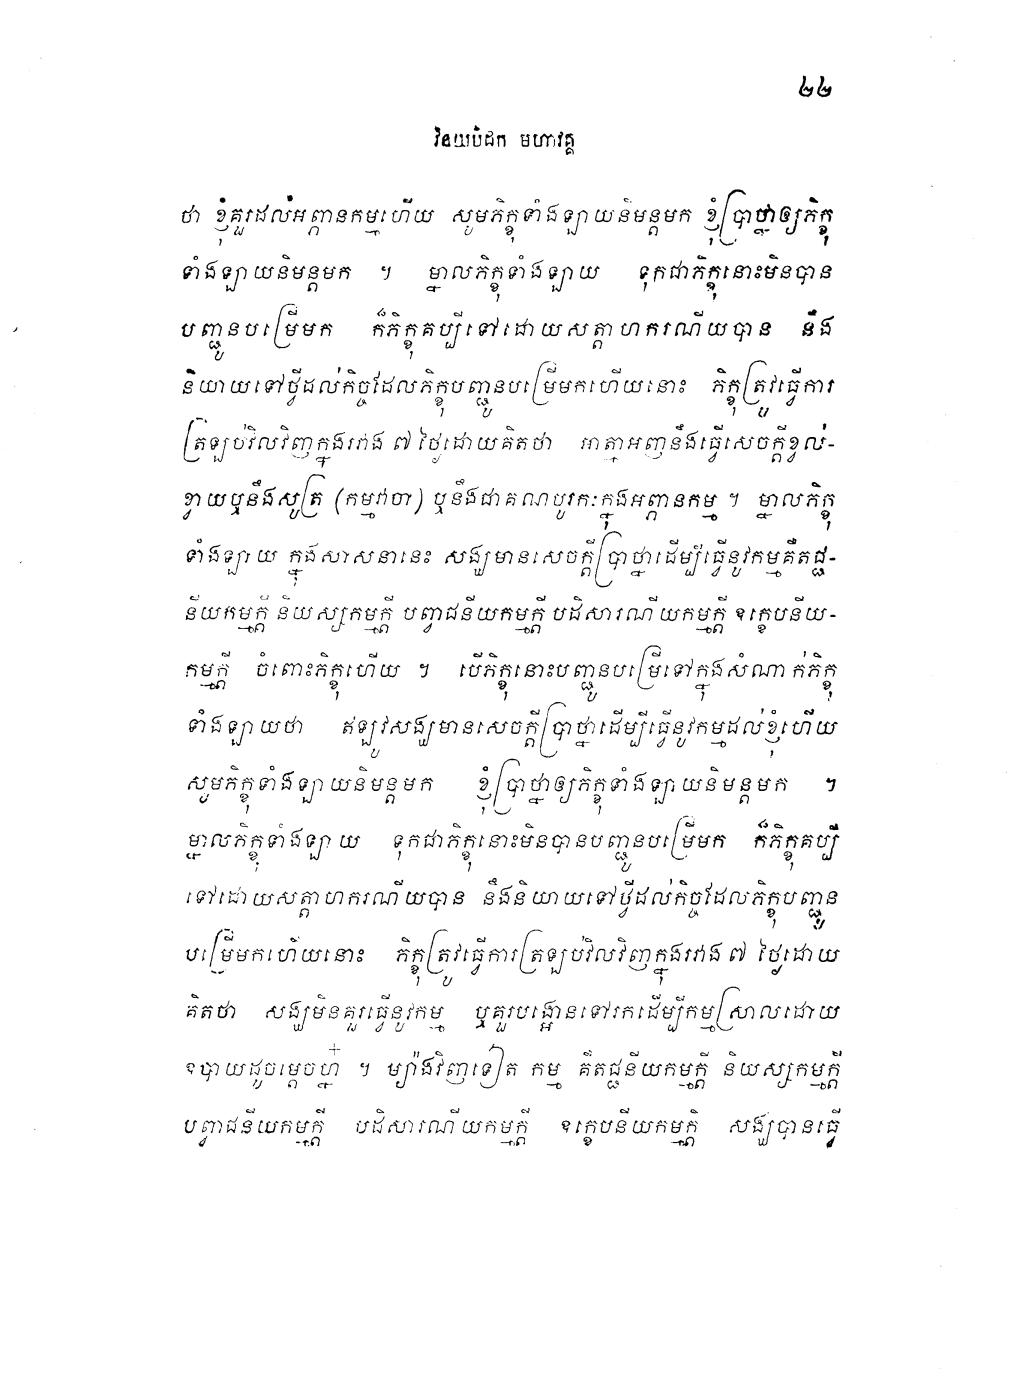 ២២
វិនយបិដក មហាវគ្គ
ថា ខ្ញុំគួរដល់អព្ភានកម្មហើយ សូមភិក្ខុទាំងឡាយនិមន្តមក ខ្ញុំប្រាថ្នាឲ្យភិក្ខុ
ទាំងឡាយនិមន្តមក ។ ម្នាលភិក្ខុទាំងឡាយ ទុកជាភិក្ខុនោះមិនបាន
បញ្ជូនបម្រើមក ក៏ភិក្ខុគប្បីទៅដោយសត្តាហករណីយបាន នឹង
និយាយទៅថ្វីដល់កិច្ចដែលភិក្ខុបញ្ជូនបម្រើមកហើយនោះ ភិក្ខុត្រូវធ្វើការ
ត្រឡប់វិលវិញក្នុងរវាង ៧ ថ្ងៃដោយគិតថា អាត្មាអញនឹងធ្វើសេចក្តីខ្វល់-
ខ្វាយឬនឹងសូត្រ (កម្មវាចា) ឬនឹងជាគណបូរកៈក្នុងអព្ភានកម្ម ។ ម្នាលភិក្ខុ
ទាំងឡាយ ក្នុងសាសនានេះ សង្ឃមានសេចក្តីប្រាថ្នាដើម្បីធ្វើនូវកម្មគឺតជ្ជ-
នីយកម្មក្តី និយស្សកម្មក្តី បព្វាជនីយកម្មក្តី បដិសារណីយកម្មក្តី ឧក្ខេបនីយ-
កម្មក្តី ចំពោះភិក្ខុហើយ ។ បើភិក្ខុនោះបញ្ជូនបម្រើទៅក្នុងសំណាក់ភិក្ខុ
ទាំងឡាយថា ឥឡូវសង្ឃមានសេចក្តីប្រាថ្នាដើម្បីធ្វើនូវកម្មដល់ខ្ញុំហើយ
សូមភិក្ខុទាំងឡាយនិមន្តមក ខ្ញុំប្រាថ្នាឲ្យភិក្ខុទាំងឡាយនិមន្តមក ។
ម្នាលភិក្ខុទាំងឡាយ ទុកជាភិក្ខុនោះមិនបានបញ្ជូនបម្រើមក ក៏ភិក្ខុគប្បី
ទៅដោយសត្តាហករណីយបាន នឹងនិយាយទៅថ្វីដល់កិច្ចដែលភិក្ខុបញ្ជូន
បម្រើមកហើយនោះ ភិក្ខុត្រូវធ្វើការត្រឡប់វិលវិញក្នុងរវាង ៧ ថ្ងៃដោយ
គិតថា សង្ឃមិនគួរធ្វើនូវកម្ម ឬគួរបង្អោនទៅរកដើម្បីកម្មស្រាលដោយ
ឧបាយដូចម្តេចហ្ន៎ ។ ម្យ៉ាងវិញទៀត កម្ម គឺតជ្ជនីយកម្មក្តី និយស្សកម្មក្តី
បព្វាជនីយកម្មក្តី បដិសារណីយកម្មក្តី ឧក្ខេបនីយកម្មក្តិ សង្ឃបានធ្វើ